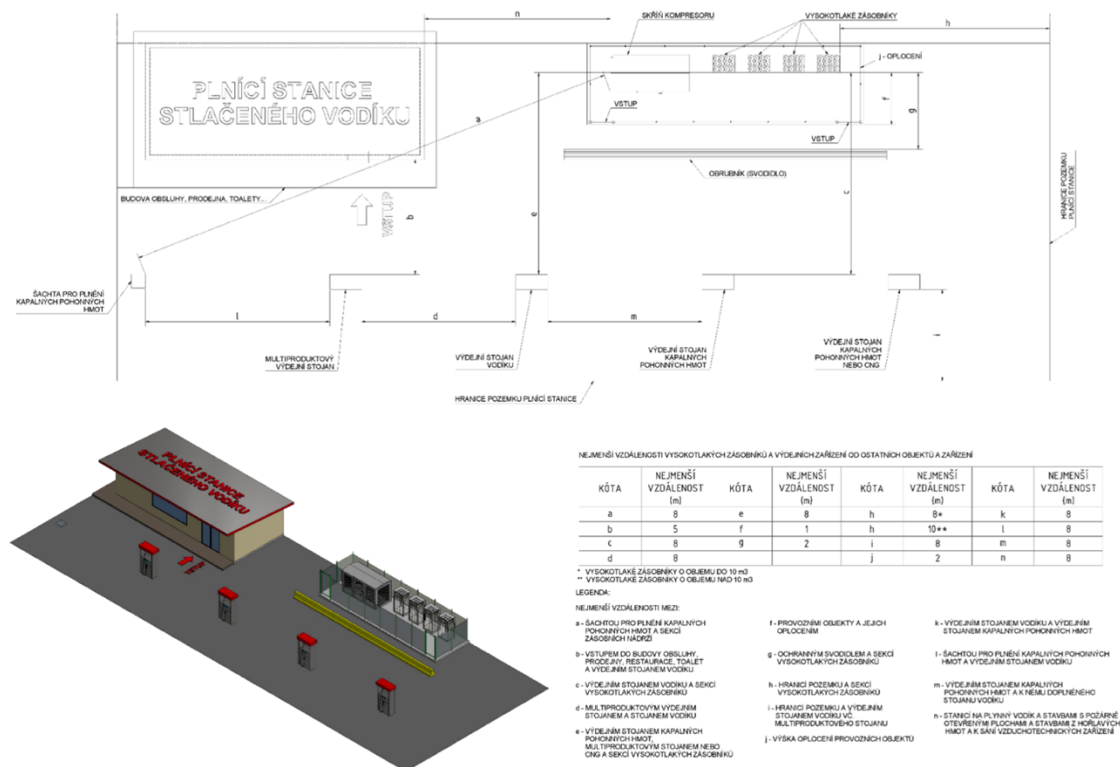 n
SKŘÍŇ KOMPRESORU
VYSOKOTLAKÉ ZÁSOBNÍKY
h
j - OPLOCENÍ
PLNÍCÍ STANICE
STLAČENÉHO VODÍKU
a
VSTUP
f
g
VSTUP
OBRUBNÍK (SVODIDLO)
HRANICE POZEMKU
PLNÍCÍ STANICE
BUDOVA OBSLUHY, PRODEJNA, TOALETY...
VSTUP
b
e
c
ŠACHTA PRO PLNĚNÍ
KAPALNÝCH POHONNÝCH
HMOT
l
d
m
i
MULTIPRODUKTOVÝ
VÝDEJNÍ STOJAN
VÝDEJNÍ STOJAN
VODÍKU
VÝDEJNÍ STOJAN
KAPALNÝCH
POHONNÝCH HMOT
VÝDEJNÍ STOJAN
KAPALNÝCH
POHONNÝCH HMOT
NEBO CNG
HRANICE POZEMKU PLNÍCÍ STANICE
PLNÍCÍ STANICE
STLAČENÉHO VODÍKU
VSTUP
NEJMENŠÍ VZDÁLENOSTI VYSOKOTLAKÝCH ZÁSOBNÍKŮ A VÝDEJNÍCH ZAŘÍZENÍ OD OSTATNÍCH OBJEKTŮ A ZAŘÍZENÍ
KÓTA NEJMENŠÍ VZDÁLENOST (m) KÓTA NEJMENŠÍ VZDÁLENOST (m) KÓTA NEJMENŠÍ VZDÁLENOST (m) KÓTA NEJMENŠÍ VZDÁLENOST (m)
a 8 e 8 h 8* k 8
b 5 f 1 h 10** l 8
c 8 g 2 i 8 m 8
d 8 j 2 n 8
* VYSOKOTLAKÉ ZÁSOBNÍKY O OBJEMU DO 10 m3
** VYSOKOTLAKÉ ZÁSOBNÍKY O OBJEMU NAD 10 m3
LEGENDA:
NEJMENŠÍ VZDÁLENOSTI MEZI:
a - ŠACHTOU PRO PLNĚNÍ KAPALNÝCH
POHONNÝCH HMOT A SEKCÍ
ZÁSOBNÍCH NÁDRŽÍ
b - VSTUPEM DO BUDOVY OBSLUHY,
PRODEJNY, RESTAURACE, TOALET
A VÝDEJNÍM STOJANEM VODÍKU
c - VÝDEJNÍM STOJANEM VODÍKU A SEKCÍ
VYSOKOTLAKÝCH ZÁSOBNÍKŮ
d - MULTIPRODUKTOVÝM VÝDEJNÍM
STOJANEM A STOJANEM VODÍKU
e - VÝDEJNÍM STOJANEM KAPALNÝCH
POHONNÝCH HMOT,
MULTIPRODUKTOVÝM STOJANEM NEBO
CNG A SEKCÍ VYSOKOTLAKÝCH ZÁSOBNÍKŮ
f - PROVOZNÍMI OBJEKTY A JEJICH
OPLOCENÍM
g - OCHRANNÝM SVODIDLEM A SEKCÍ
VYSOKOTLAKÝCH ZÁSOBNÍKŮ
h - HRANICÍ POZEMKU A SEKCÍ
VYSOKOTLAKÝCH ZÁSOBNÍKŮ
i - HRANICÍ POZEMKU A VÝDEJNÍM
STOJANEM VODÍKU VČ.
MULTIPRODUKTOVÉHO STOJANU
j - VÝŠKA OPLOCENÍ PROVOZNÍCH OBJEKTŮ
k - VÝDEJNÍM STOJANEM VODÍKU A VÝDEJNÍM
STOJANEM KAPALNÝCH POHONNÝCH HMOT
l - ŠACHTOU PRO PLNĚNÍ KAPALNÝCH POHONNÝCH
HMOT A VÝDEJNÍM STOJANEM VODÍKU
m - VÝDEJNÍM STOJANEM KAPALNÝCH
POHONNÝCH HMOT A K NĚMU DOPLNĚNÉHO
STOJANU VODÍKU
n - STANICÍ NA PLYNNÝ VODÍK A STAVBAMI S POŽÁRNĚ
OTEVŘENÝMI PLOCHAMI A STAVBAMI Z HOŘLAVÝCH
HMOT A K SÁNÍ VZDUCHOTECHNICKÝCH ZAŘÍZENÍ